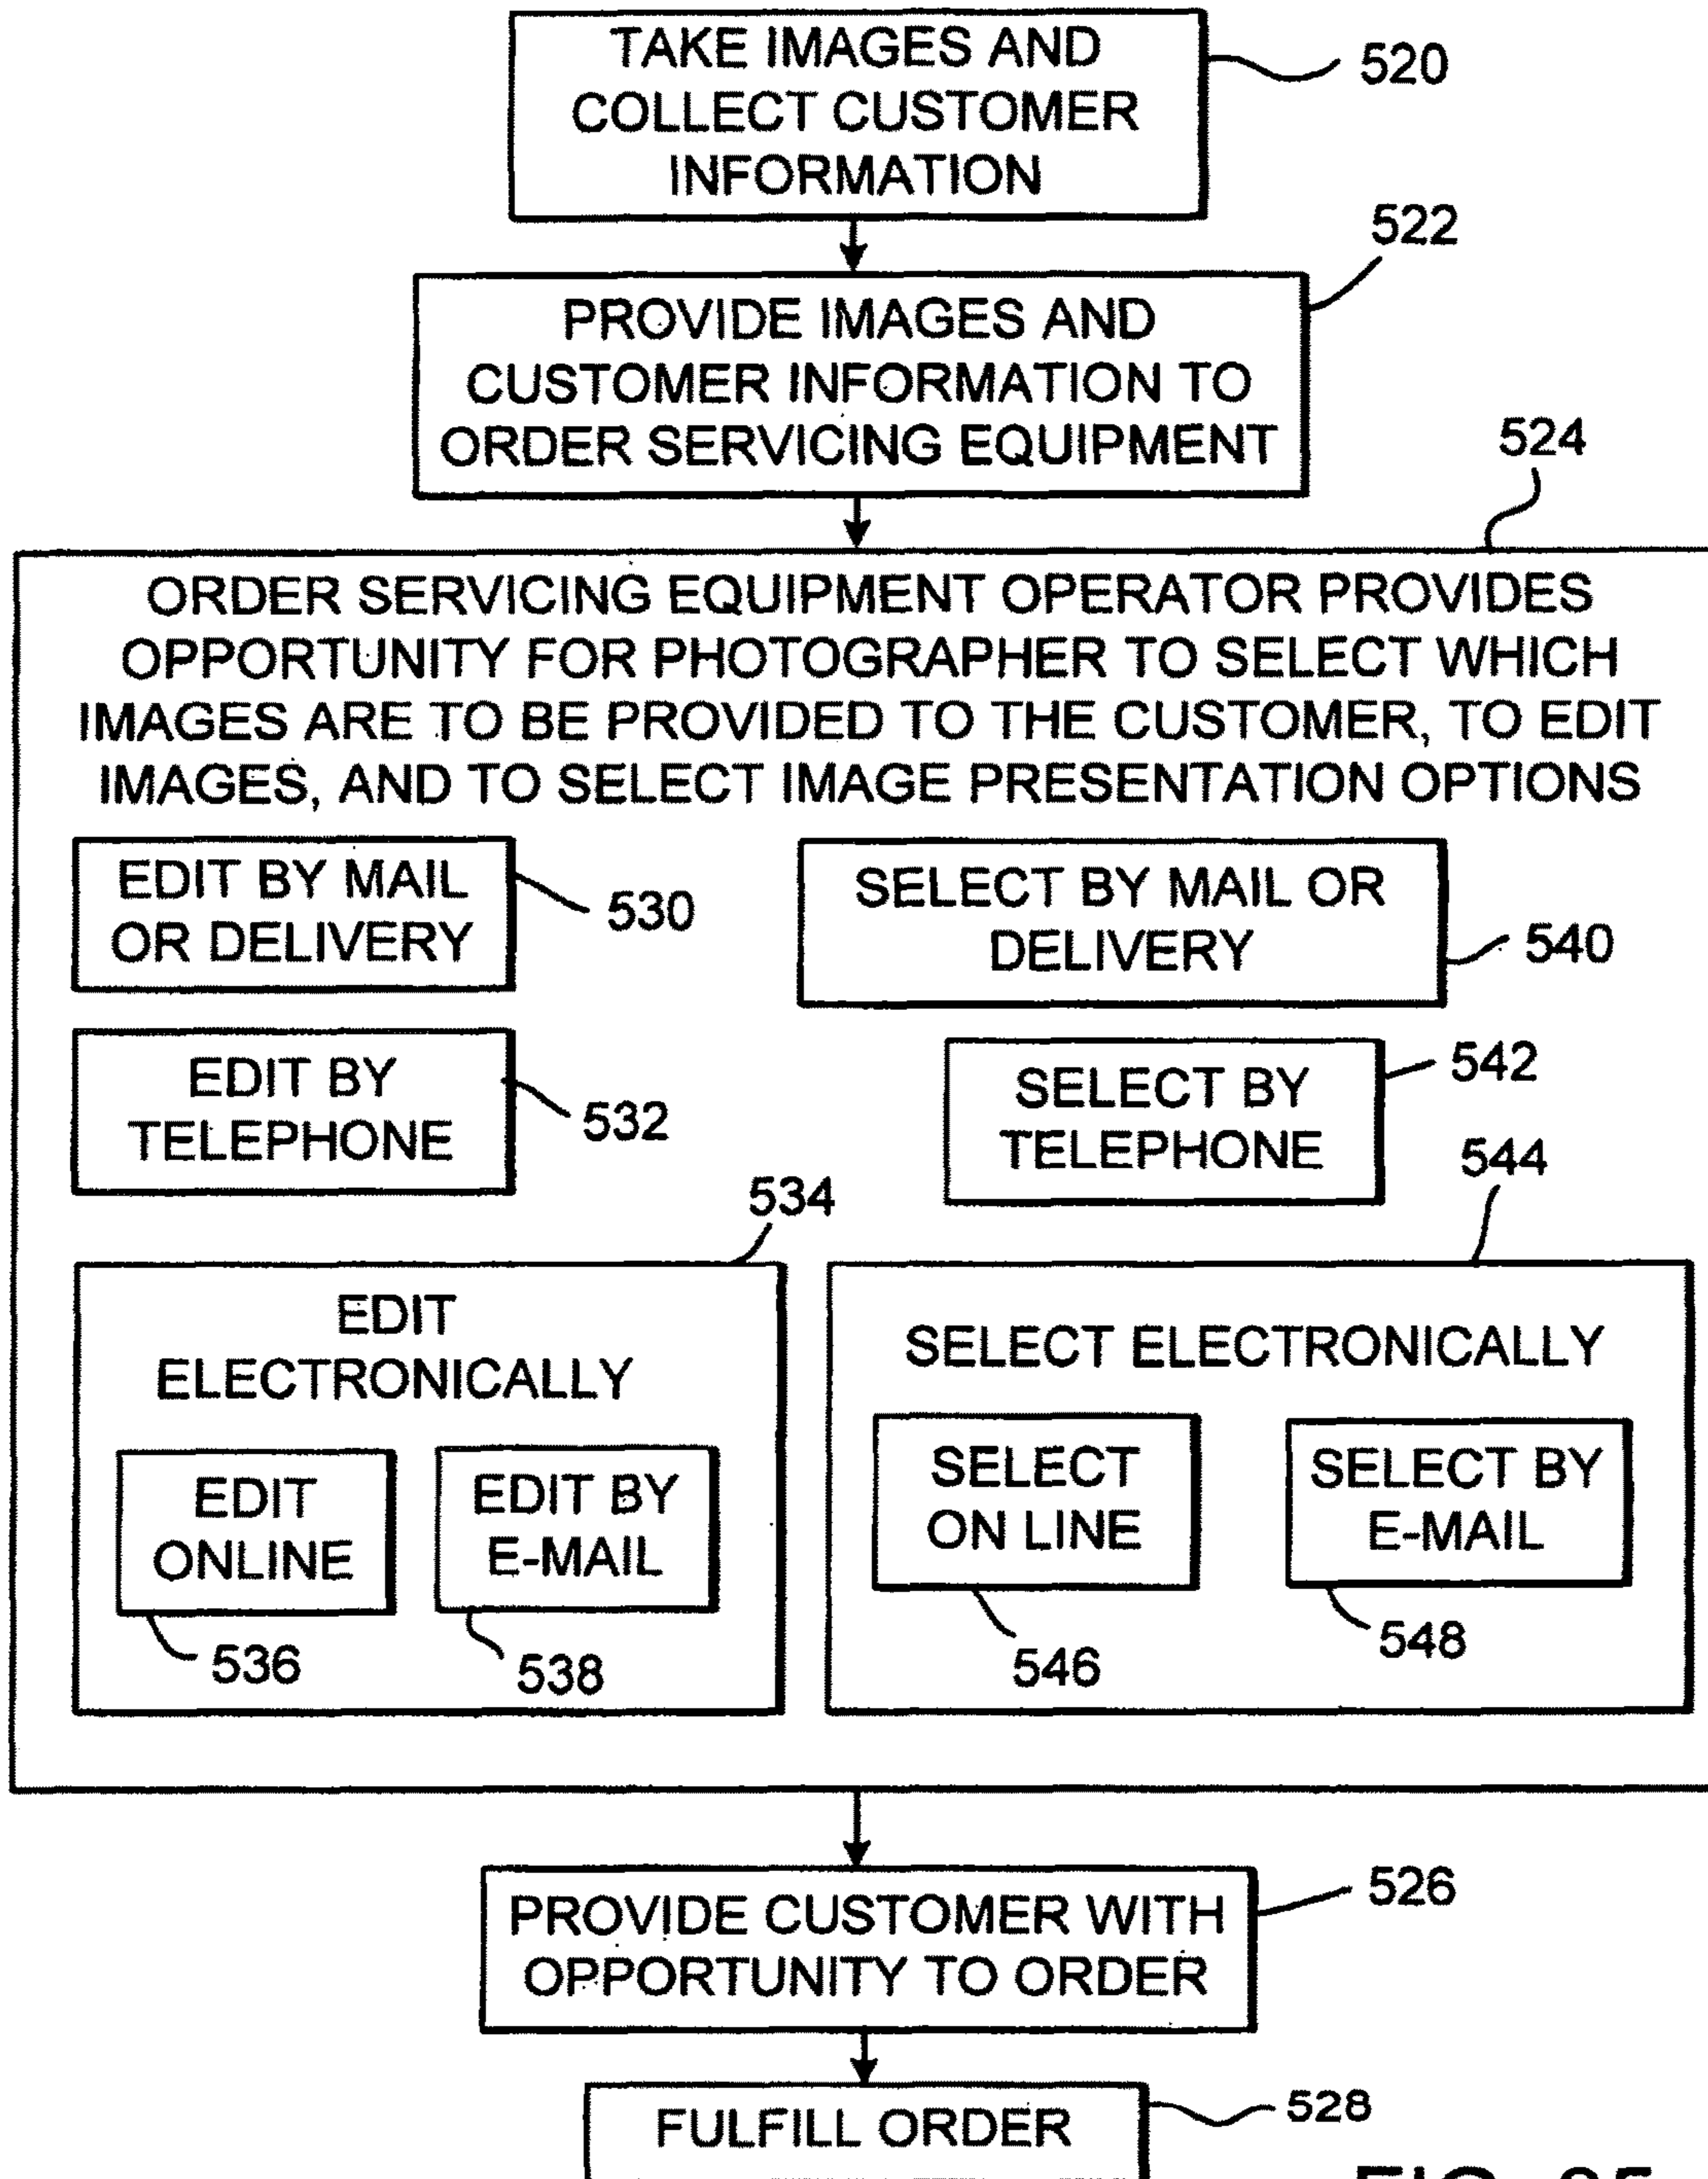 TAKE IMAGES AND
COLLECT CUSTOMER
INFORMATION
520
522
PROVIDE IMAGES AND
CUSTOMER INFORMATION TO
ORDER SERVICING EQUIPMENT
524
ORDER SERVICING EQUIPMENT OPERATOR PROVIDES
OPPORTUNITY FOR PHOTOGRAPHER TO SELECT WHICH
IMAGES ARE TO BE PROVIDED TO THE CUSTOMER, TO EDIT
IMAGES, AND TO SELECT IMAGE PRESENTATION OPTIONS
EDIT BY MAIL
OR DELIVERY
530
SELECT BY MAIL OR
DELIVERY
540
EDIT BY
TELEPHONE
532
SELECT BY
TELEPHONE
542
534
EDIT
ELECTRONICALLY
EDIT
ONLINE
536
EDIT BY
E-MAIL
538
544
SELECT ELECTRONICALLY
SELECT
ON LINE
546
SELECT BY
E-MAIL
548
PROVIDE CUSTOMER WITH
OPPORTUNITY TO ORDER
526
FULFILL ORDER
528